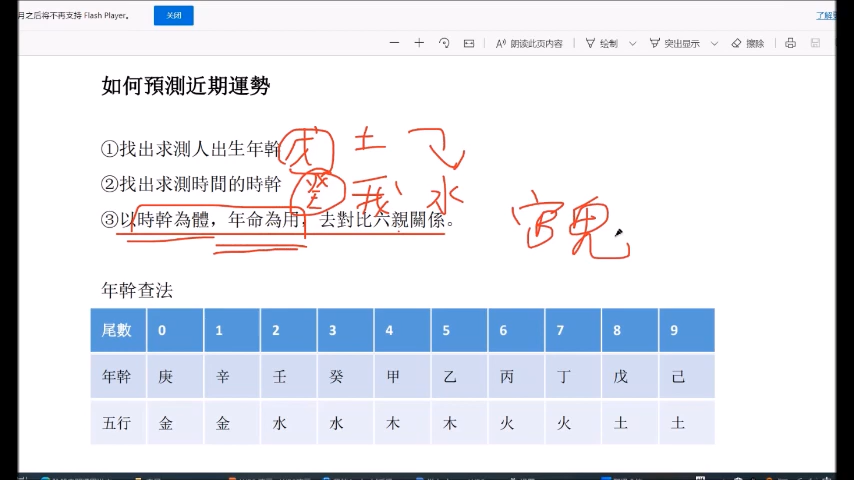 月之后将不再支持 Flash Player。 关闭 了解
朗读此页内容 绘制 突出显示 擦除
如何預測近期運勢
①找出求測人出生年幹 戊 土
②找出求測時間的時幹 癸 我 水
③以時幹為體，年命為用，去對比六親關係。
官鬼
年幹查法
尾數 0 1 2 3 4 5 6 7 8 9
年幹 庚 辛 壬 癸 甲 乙 丙 丁 戊 己
五行 金 金 水 水 木 木 火 火 土 土